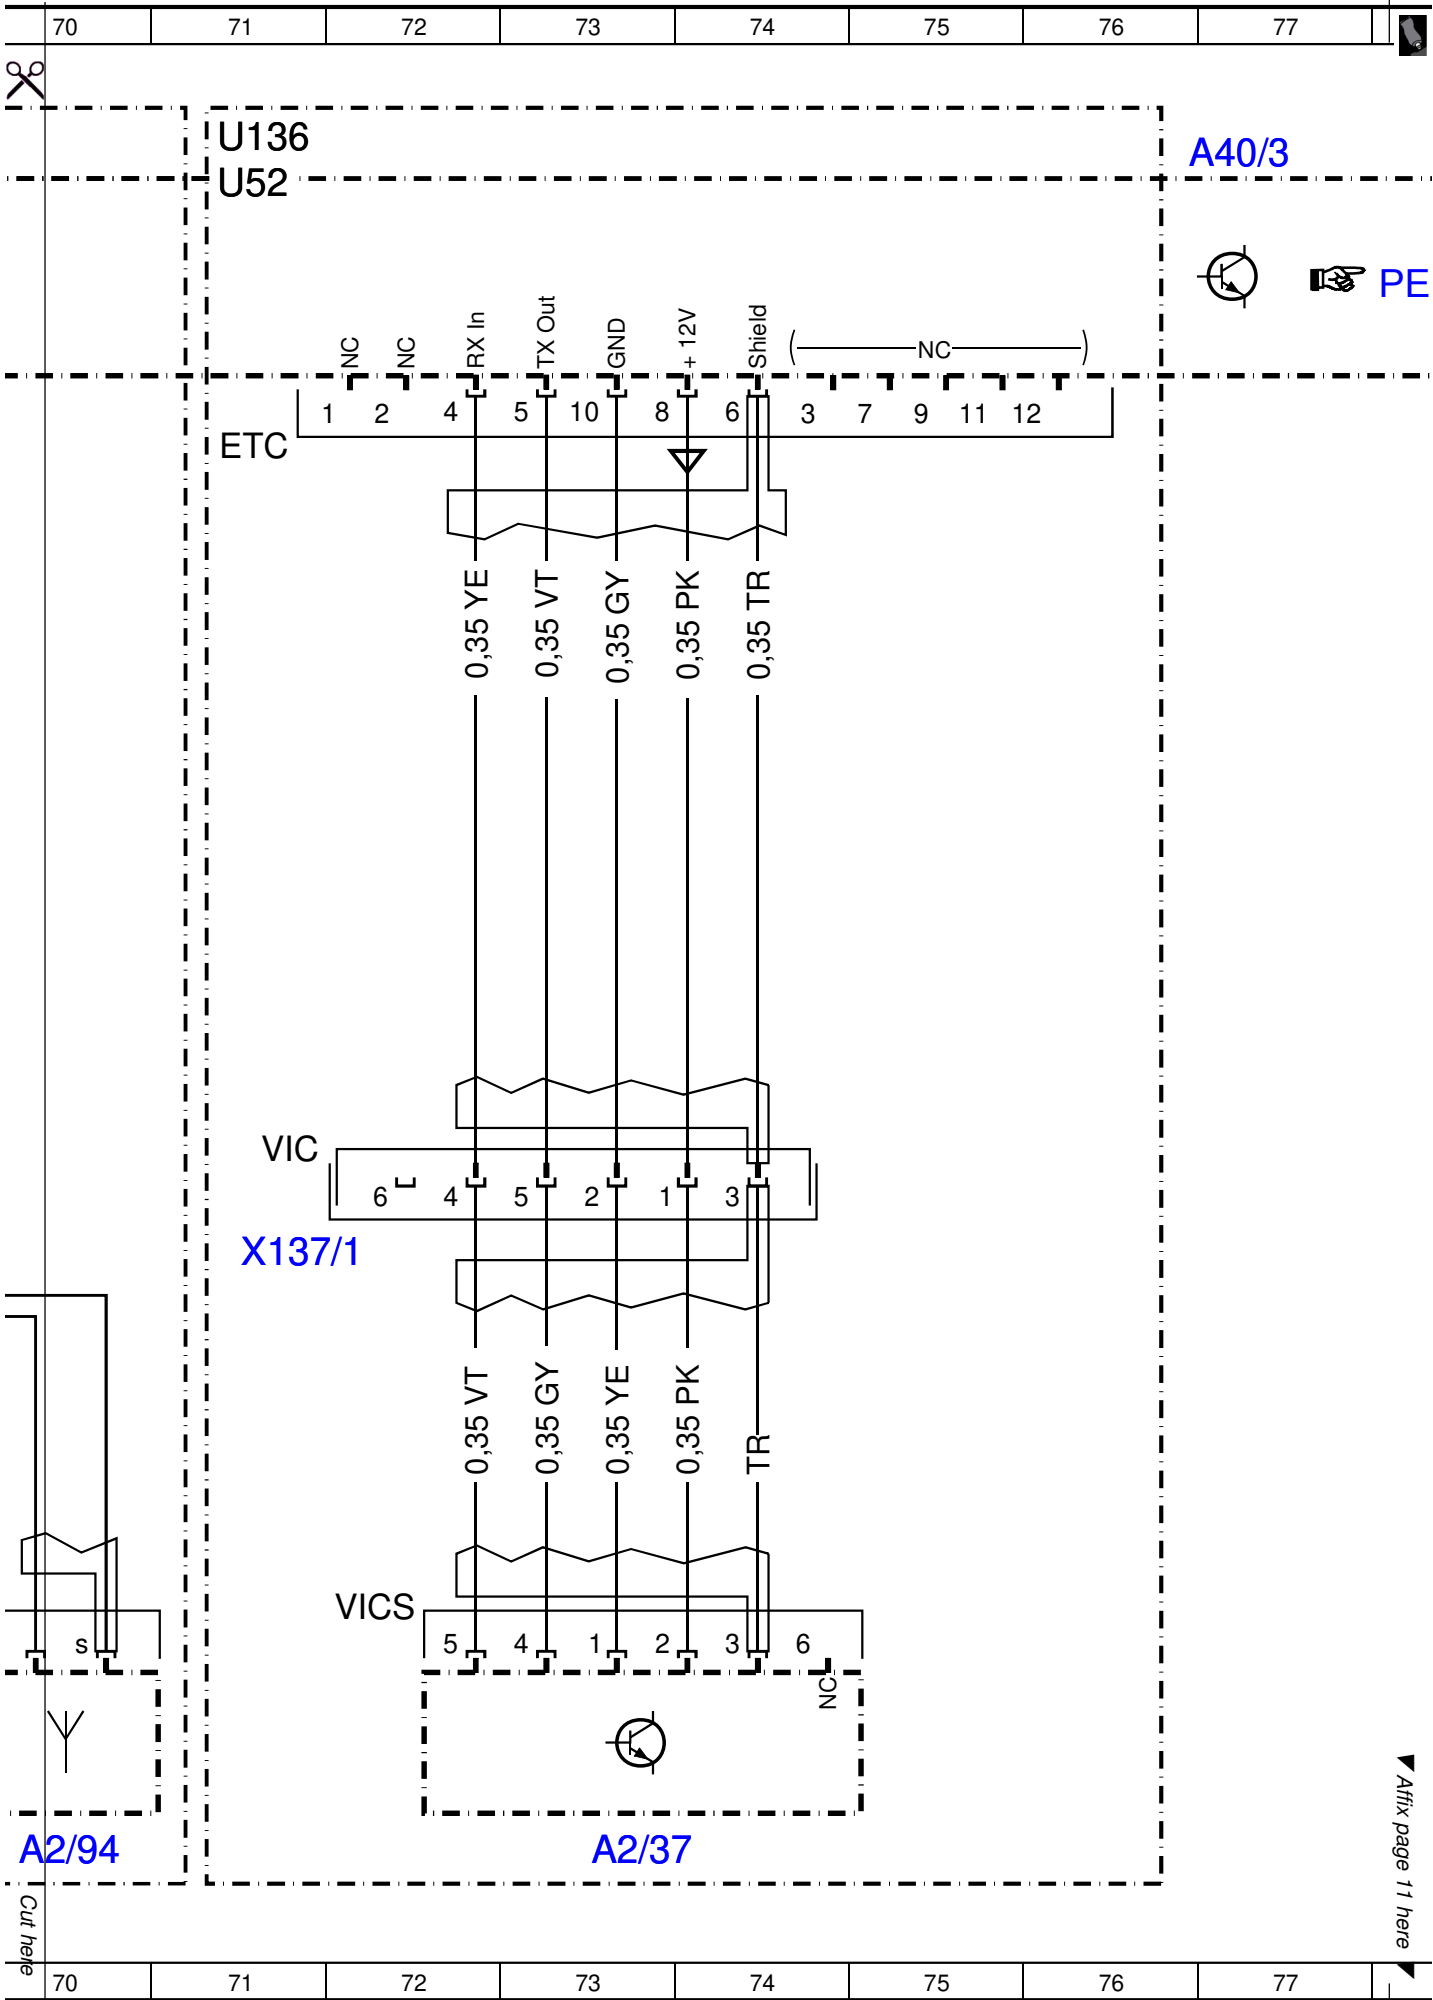 70 71 72 73 74 75 76 77
U136
A40/3
U52
PE
NC NC RX In TX Out GND + 12V Shield NC
1 2 4 5 10 8 6 3 7 9 11 12
ETC
0,35 YE 0,35 VT 0,35 GY 0,35 PK 0,35 TR
VIC
6 4 5 2 1 3
X137/1
0,35 VT 0,35 GY 0,35 YE 0,35 PK TR
VICS
s 5 4 1 2 3 6
NC
A2/94 A2/37
Affix page 11 here
Cut here
70 71 72 73 74 75 76 77